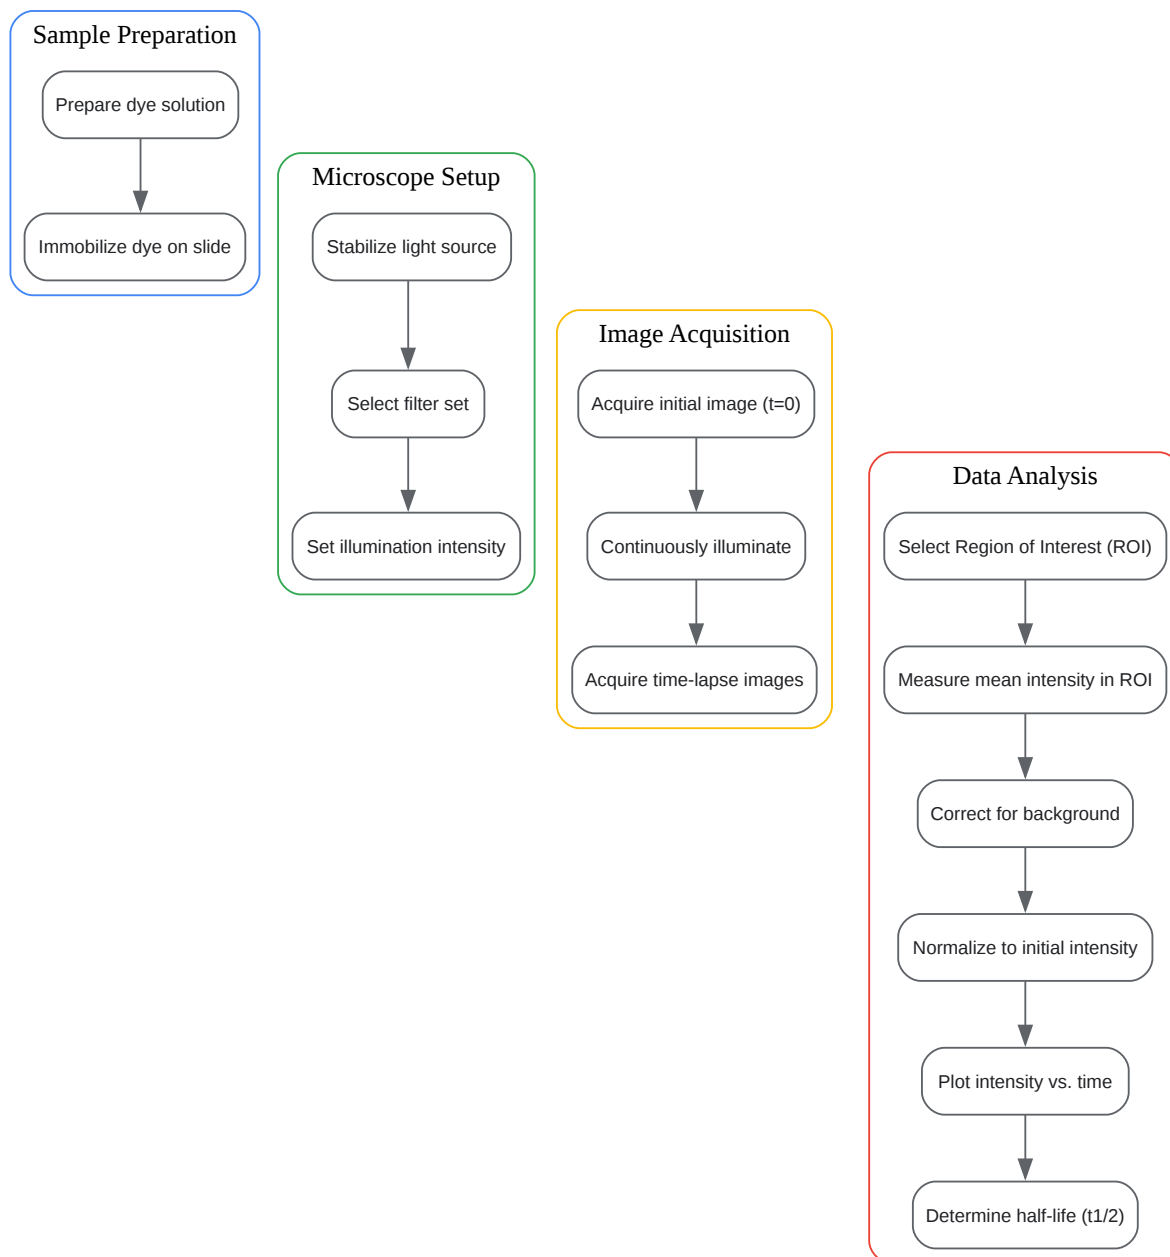 Sample Preparation
Prepare dye solution
Immobilize dye on slide
Microscope Setup
Stabilize light source
Select filter set
Set illumination intensity
Image Acquisition
Acquire initial image (t=0)
Continuously illuminate
Acquire time-lapse images
Data Analysis
Select Region of Interest (ROI)
Measure mean intensity in ROI
Correct for background
Normalize to initial intensity
Plot intensity vs. time
Determine half-life (t1/2)